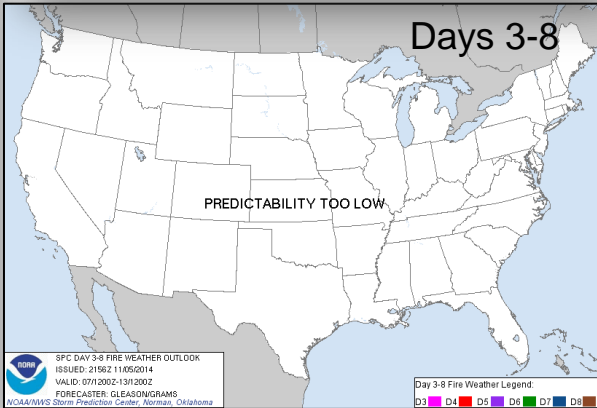 Days 3-8
PREDICTABILITY TOO LOW
NOAA
SPC DAY 3-8 FIRE WEATHER OUTLOOK
ISSUED: 2156Z 11/05/2014
VALID: 07/1200Z-13/1200Z
FORECASTER: GLEASON/GRAMS
NOAA/NWS Storm Prediction Center, Norman, Oklahoma
Day 3-8 Fire Weather Legend:
D3 D4 D5 D6 D7 D8